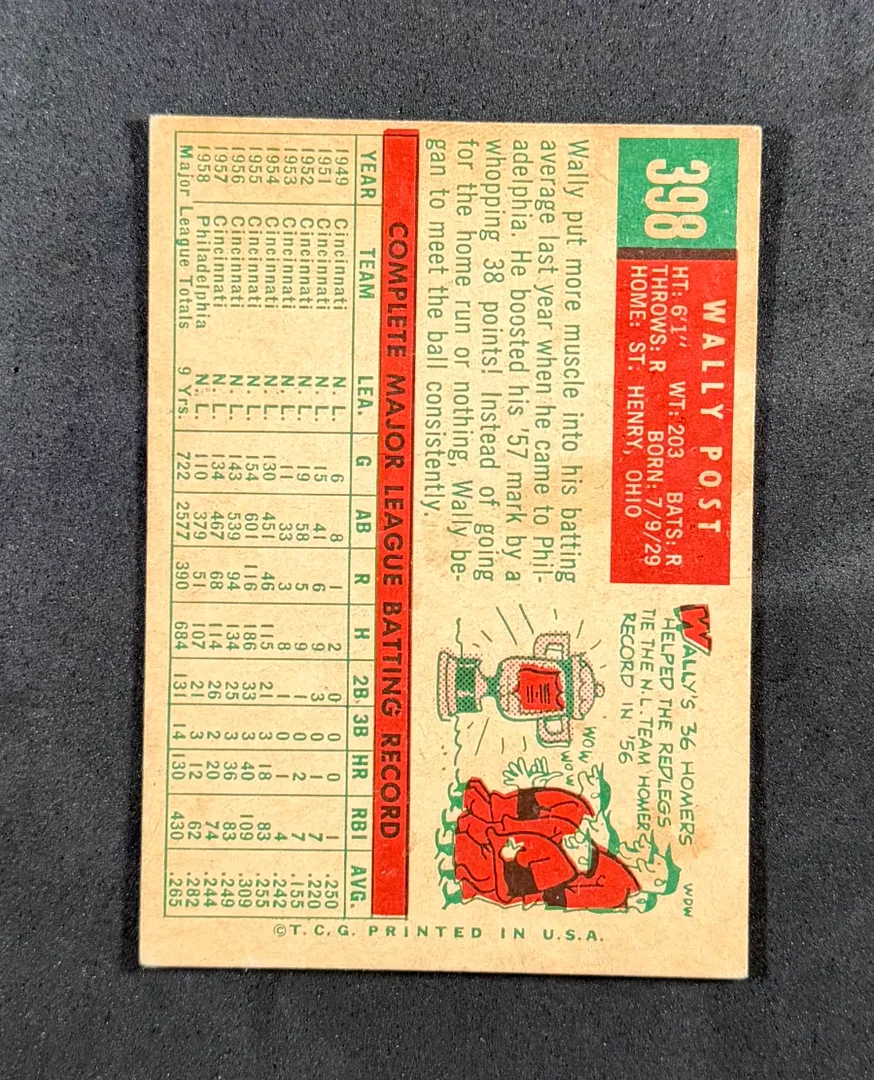 398
WALLY POST
HT: 6'1" WT: 203 BATS: R
THROWS: R BORN: 7/9/29
HOME: ST. HENRY, OHIO
WALLY'S 36 HOMERS
HELPED THE REDLEGS
TIE THE N.L. TEAM HOMER
RECORD IN '56
WOW
WOW
WOW
Wally put more muscle into his batting
average last year when he came to Phil-
adelphia. He boosted his '57 mark by a
whopping 38 points! Instead of going
for the home run or nothing, Wally be-
gan to meet the ball consistently.
COMPLETE MAJOR LEAGUE BATTING RECORD
YEAR TEAM LEA. G AB R H 2B 3B HR RBI AVG.
1949 Cincinnati N. L. 6 8 1 2 0 0 0 1 .250
1951 Cincinnati N. L. 15 41 6 9 3 0 1 7 .220
1952 Cincinnati N. L. 19 58 5 9 1 0 2 7 .155
1953 Cincinnati N. L. 11 33 3 8 1 0 1 4 .242
1954 Cincinnati N. L. 130 451 46 115 21 3 18 83 .255
1955 Cincinnati N. L. 154 601 116 186 33 3 40 109 .309
1956 Cincinnati N. L. 143 539 94 134 25 3 36 83 .249
1957 Cincinnati N. L. 134 467 68 114 26 2 20 74 .244
1958 Philadelphia N. L. 110 379 51 107 21 3 12 62 .282
Major League Totals 9 Yrs. 722 2577 390 684 131 14 130 430 .265
©T.C.G. PRINTED IN U.S.A.